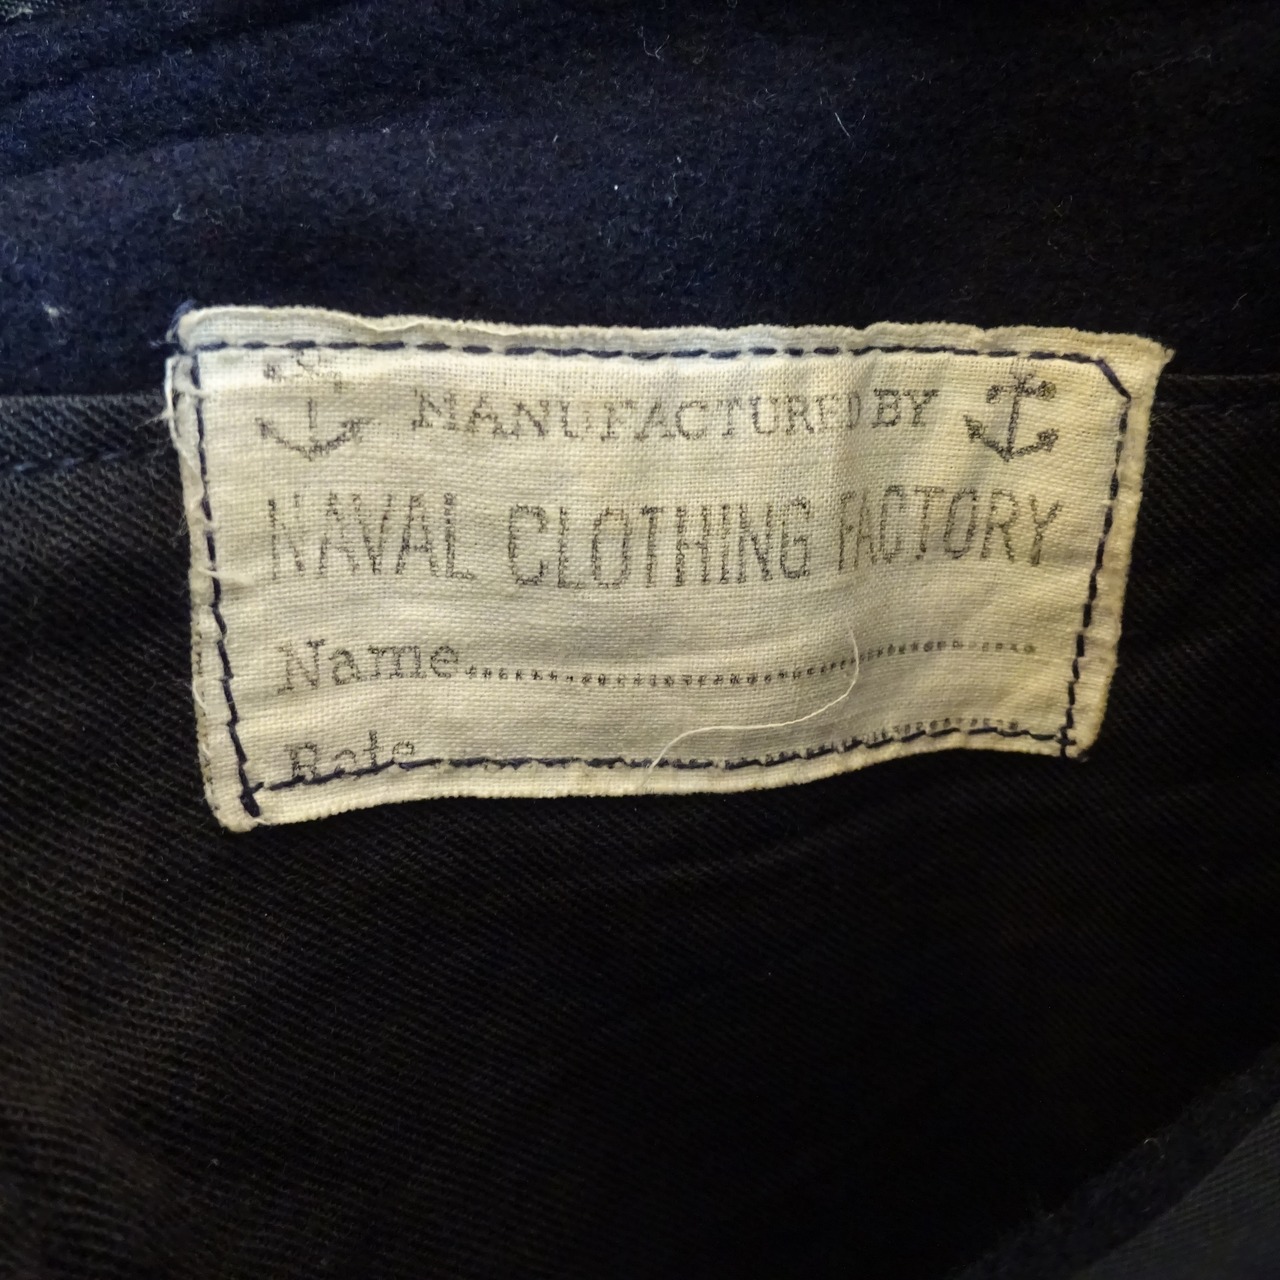 MANUFACTURED BY
NAVAL CLOTHING FACTORY
Name..............................
Rate..............................